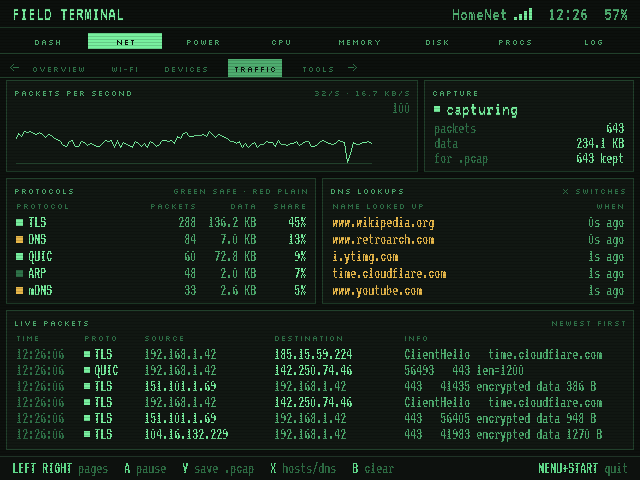 FIELD TERMINAL HomeNet 12:26 57%
DASH NET POWER CPU MEMORY DISK PROCS LOG
OVERVIEW WI-FI DEVICES TRAFFIC TOOLS
PACKETS PER SECOND 32/S · 16.7 KB/S
100
CAPTURE
capturing
packets 643
data 234.1 KB
for .pcap 643 kept
PROTOCOLS GREEN SAFE · RED PLAIN
PROTOCOL PACKETS DATA SHARE
TLS 288 136.2 KB 45%
DNS 84 7.0 KB 13%
QUIC 60 72.8 KB 9%
ARP 48 2.0 KB 7%
mDNS 33 2.6 KB 5%
DNS LOOKUPS X SWITCHES
NAME LOOKED UP WHEN
www.wikipedia.org 0s ago
www.retroarch.com 0s ago
i.ytimg.com 1s ago
time.cloudflare.com 1s ago
www.youtube.com 1s ago
LIVE PACKETS NEWEST FIRST
TIME PROTO SOURCE DESTINATION INFO
12:26:06 TLS 192.168.1.42 185.15.59.224 ClientHello time.cloudflare.com
12:26:06 QUIC 192.168.1.42 142.250.74.46 56493 443 len=1200
12:26:06 TLS 151.101.1.69 192.168.1.42 443 41435 encrypted data 386 B
12:26:06 TLS 192.168.1.42 142.250.74.46 ClientHello time.cloudflare.com
12:26:06 TLS 151.101.1.69 192.168.1.42 443 56405 encrypted data 948 B
12:26:06 TLS 104.16.132.229 192.168.1.42 443 41983 encrypted data 1270 B
LEFT RIGHT pages A pause Y save .pcap X hosts/dns B clear MENU+START quit